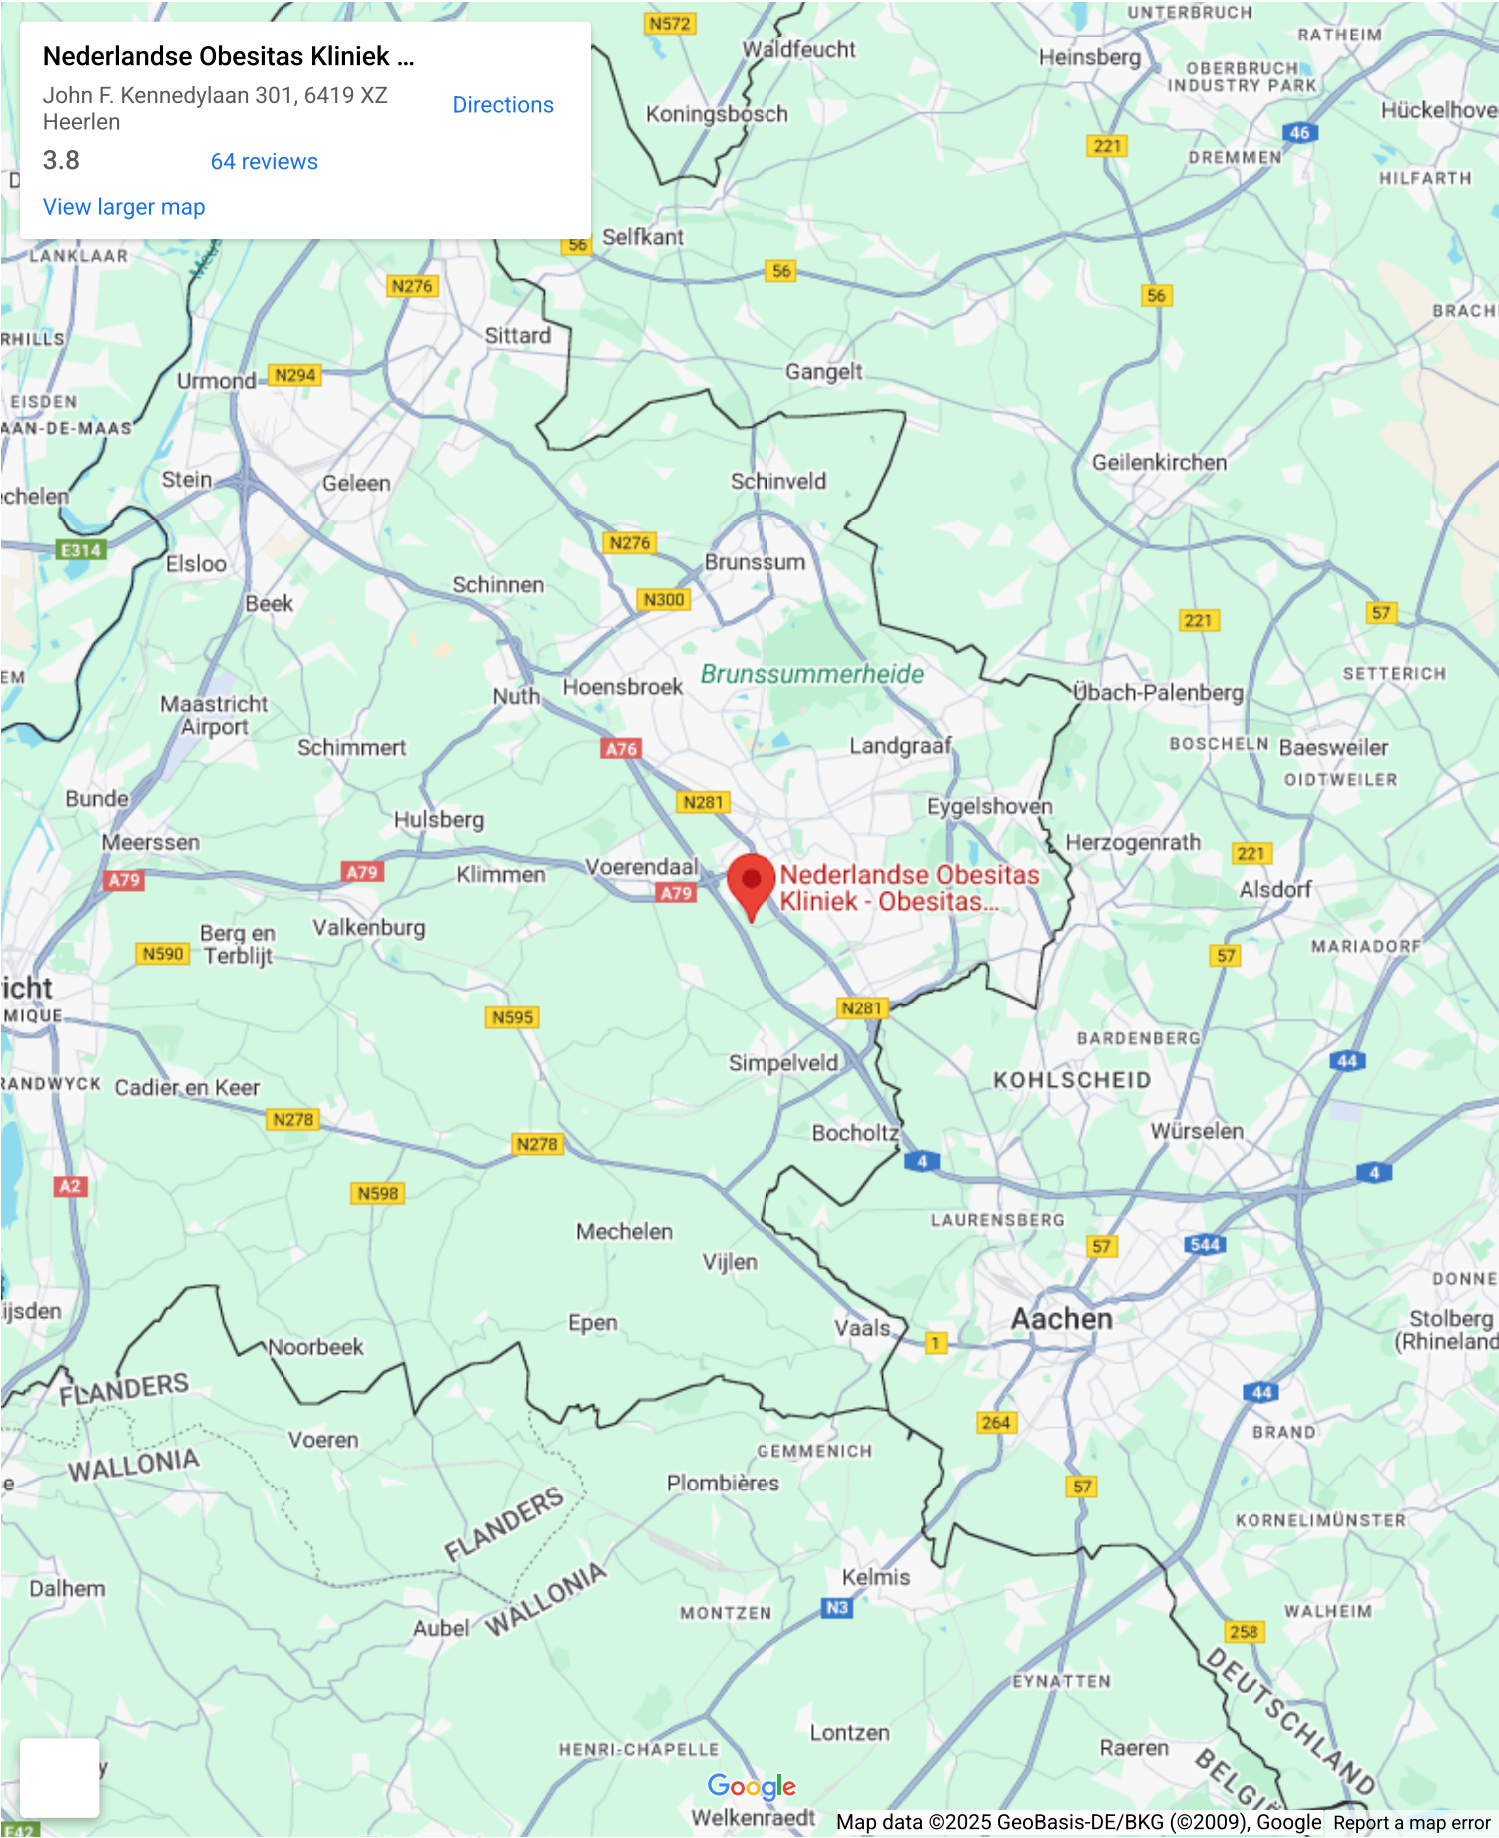 Nederlandse Obesitas Kliniek ...
John F. Kennedylaan 301, 6419 XZ
Heerlen
Directions
3.8
64 reviews
View larger map
N572
Waldfeucht
UNTERBRUCH
Heinsberg
RATHEIM
OBERBRUCH
INDUSTRY PARK
Koningsbosch
Hückelhove
46
221
DREMMEN
HILFARTH
D
LANKLAAR
Meus
56
Selfkant
56
N276
56
BRACH
RHILLS
Sittard
Urmond
N294
Gangelt
EISDEN
AAN-DE-MAAS
Geilenkirchen
Stein
Geleen
Schinveld
echelen
E314
N276
Elsloo
Brunssum
Schinnen
Beek
N300
221
57
EM
Brunssummerheide
SETTERICH
Nuth
Hoensbroek
Übach-Palenberg
Maastricht
Airport
Schimmert
A76
Landgraaf
BOSCHELN
Baesweiler
OIDTWEILER
Bunde
N281
Eygelshoven
Hulsberg
Meerssen
Herzogenrath
221
A79
A79
Klimmen
Voerendaal
A79
Nederlandse Obesitas
Kliniek - Obesitas...
Alsdorf
Berg en
Terblijt
Valkenburg
N590
57
MARIADORF
icht
MIQUE
N595
N281
BARDENBERG
Simpelveld
44
RANDWYCK
Cadier en Keer
KOHLSCHEID
N278
N278
Bocholtz
Würselen
4
4
A2
N598
LAURENSBERG
Mechelen
57
544
Vijlen
DONNE
ijsden
Epen
Vaals
Aachen
Stolberg
(Rhineland
Noorbeek
1
FLANDERS
44
264
BRAND
Voeren
WALLONIA
GEMMENICH
e
Plombières
57
FLANDERS
KORNELIMÜNSTER
Dalhem
WALLONIA
Kelmis
Aubel
MONTZEN
N3
WALHEIM
258
EYNATTEN
DEUTSCHLAND
Lontzen
HENRI-CHAPELLE
Raeren
BELGIË
y
Google
Welkenraedt
E42
Map data ©2025 GeoBasis-DE/BKG (©2009), Google
Report a map error